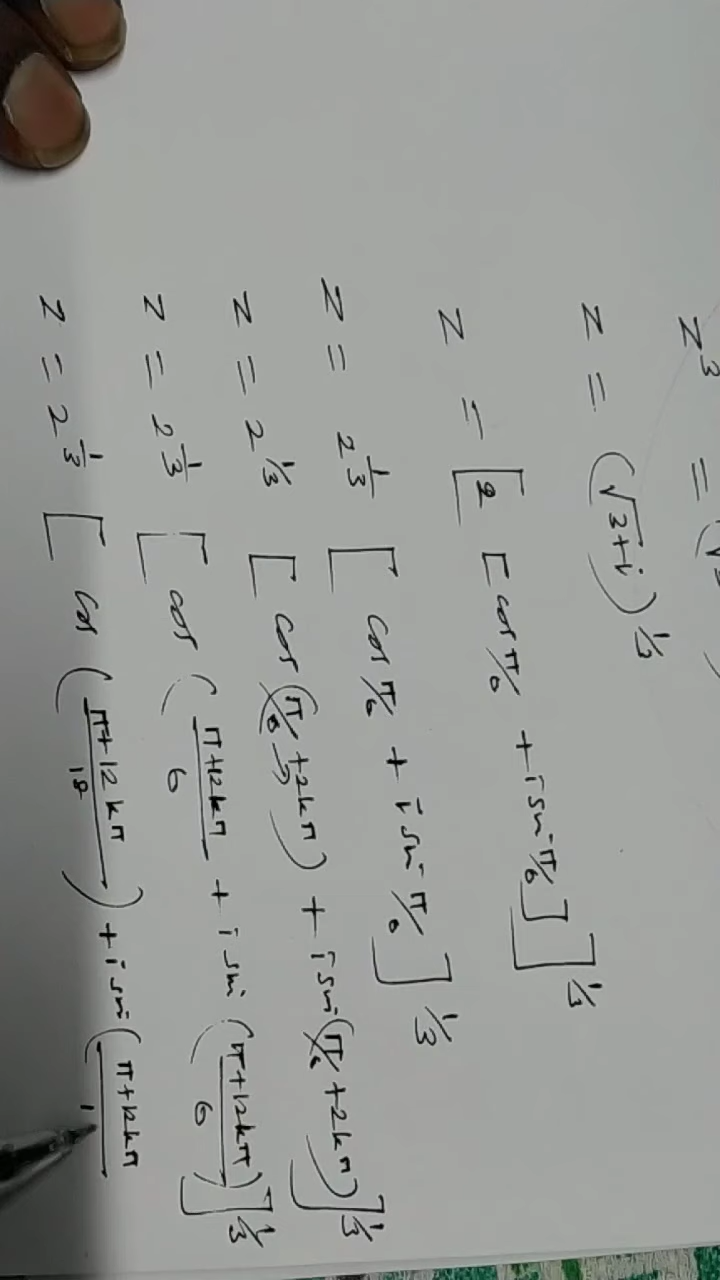 z³ = (√
z = (√3+i)^1/3
z = [2 [cos π/6 + i sin π/6]]^1/3
z = 2^1/3 [cos π/6 + i sin π/6]^1/3
z = 2^1/3 [cos (π/6 + 2kπ) + i sin (π/6 + 2kπ)]^1/3
z = 2^1/3 [cos (π+12kπ/6 + i sin (π+12kπ/6)]^1/3
z = 2^1/3 [cos (π+12kπ/18) + i sin (π+12kπ/1